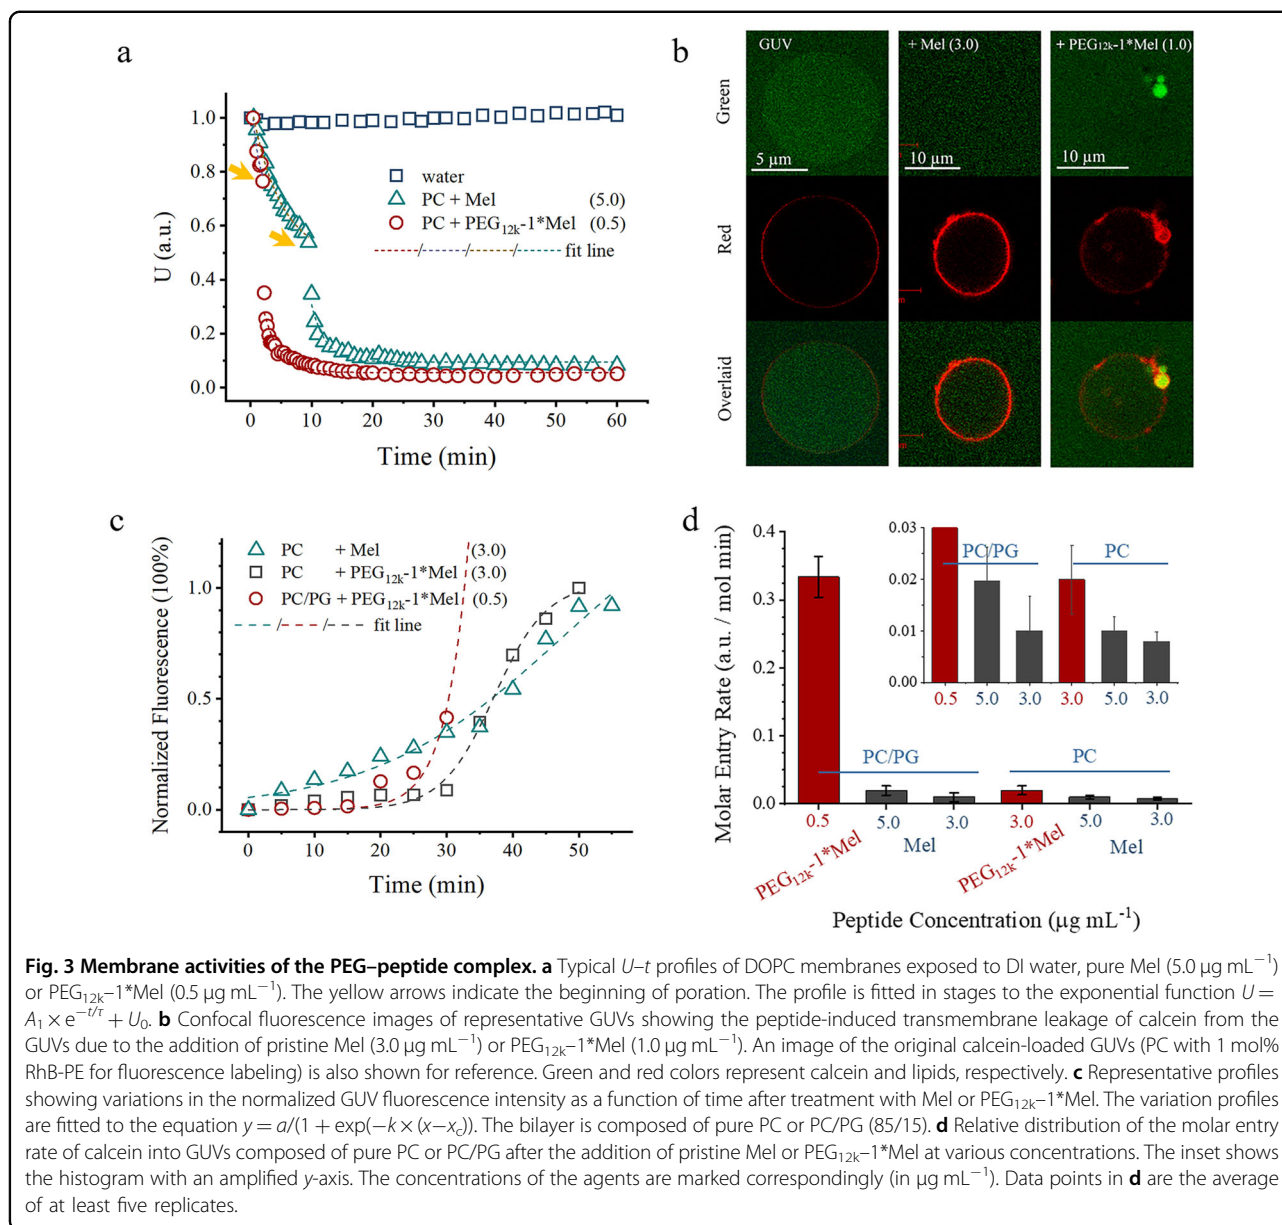 a
U (a.u.)
1.0
0.8
0.6
0.4
0.2
0.0
water
PC + Mel (5.0)
PC + PEG12k-1*Mel (0.5)
fit line
0 10 20 30 40 50 60
Time (min)
b
GUV + Mel (3.0) + PEG12k-1*Mel (1.0)
Green
5 µm 10 µm 10 µm
Red
Overlaid
c
Normalized Fluorescence (100%)
1.0
0.5
0.0
PC + Mel (3.0)
PC + PEG12k-1*Mel (3.0)
PC/PG + PEG12k-1*Mel (0.5)
fit line
0 10 20 30 40 50
Time (min)
d
Molar Entry Rate (a.u. / mol min)
0.4
0.3
0.2
0.1
0.0
0.03
0.02
0.01
0.00
PC/PG PC
0.5 5.0 3.0 3.0 5.0 3.0
PC/PG PC
0.5 5.0 3.0 3.0 5.0 3.0
PEG12k-1*Mel Mel PEG12k-1*Mel Mel
Peptide Concentration (µg mL⁻¹)
Fig. 3 Membrane activities of the PEG–peptide complex. a Typical U–t profiles of DOPC membranes exposed to DI water, pure Mel (5.0 µg mL⁻¹)
or PEG12k–1*Mel (0.5 µg mL⁻¹). The yellow arrows indicate the beginning of poration. The profile is fitted in stages to the exponential function U =
A₁ × e⁻ᵗ/ᵗ + U₀. b Confocal fluorescence images of representative GUVs showing the peptide-induced transmembrane leakage of calcein from the
GUVs due to the addition of pristine Mel (3.0 µg mL⁻¹) or PEG12k–1*Mel (1.0 µg mL⁻¹). An image of the original calcein-loaded GUVs (PC with 1 mol%
RhB-PE for fluorescence labeling) is also shown for reference. Green and red colors represent calcein and lipids, respectively. c Representative profiles
showing variations in the normalized GUV fluorescence intensity as a function of time after treatment with Mel or PEG12k–1*Mel. The variation profiles
are fitted to the equation y = a/(1 + exp(−k × (x−xc)). The bilayer is composed of pure PC or PC/PG (85/15). d Relative distribution of the molar entry
rate of calcein into GUVs composed of pure PC or PC/PG after the addition of pristine Mel or PEG12k–1*Mel at various concentrations. The inset shows
the histogram with an amplified y-axis. The concentrations of the agents are marked correspondingly (in µg mL⁻¹). Data points in d are the average
of at least five replicates.